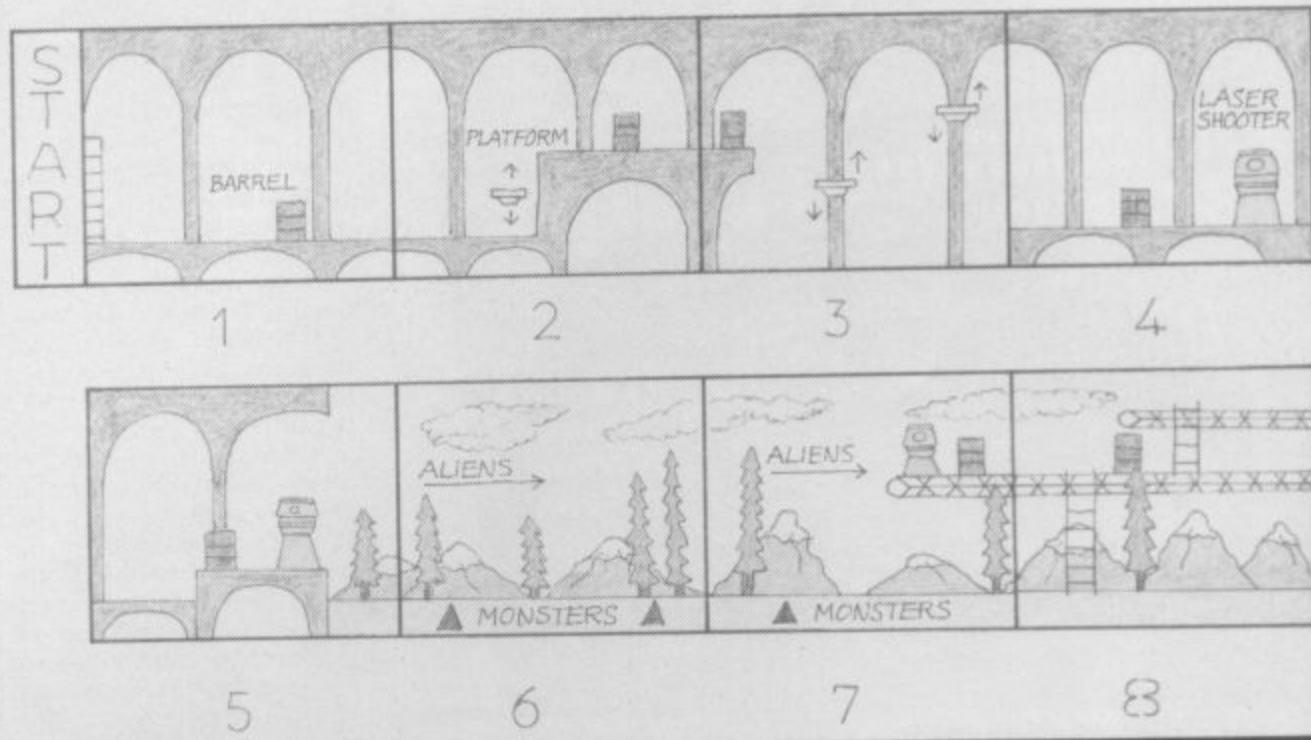 START
BARREL
PLATFORM
LASER
SHOOTER
1
2
3
4
ALIENS
MONSTERS
ALIENS
MONSTERS
5
6
7
8